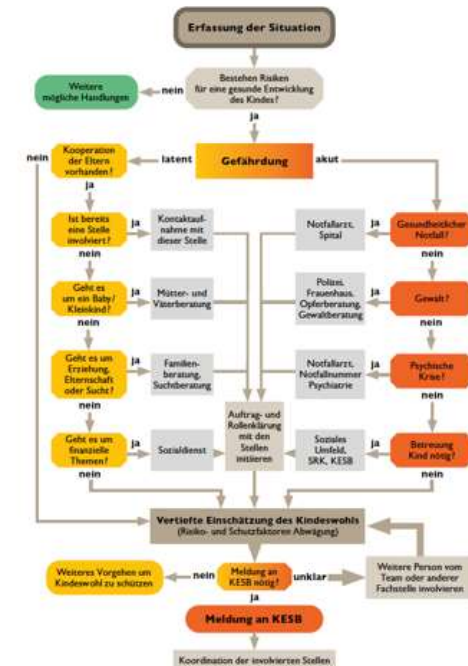 Erfassung der Situation
Bestehen Risiken
für eine gesunde Entwicklung
des Kindes?
nein
Weitere
mögliche Handlungen
ja
Gefährdung
latent
akut
Kooperation
der Eltern
vorhanden?
nein
ja
Ist bereits
eine Stelle
involviert?
ja
Kontaktauf-
nahme mit
dieser Stelle
nein
Geht es
um ein Baby/
Kleinkind?
ja
Mütter- und
Väterberatung
nein
Geht es um
Erziehung,
Elternschaft
oder Sucht?
ja
Familien-
beratung,
Suchtberatung
nein
Geht es um
finanzielle
Themen?
ja
Sozialdienst
nein
Gesundheitlicher
Notfall?
ja
Notfallarzt,
Spital
nein
Gewalt?
ja
Polizei,
Frauenhaus,
Opferberatung,
Gewaltberatung
nein
Psychische
Krise?
ja
Notfallarzt,
Notfallnummer
Psychiatrie
nein
Betreuung
Kind nötig?
ja
Soziales
Umfeld,
SRK, KESB
nein
Auftrag- und
Rollenklärung
mit den
Stellen
initiieren
Vertiefte Einschätzung des Kindeswohls
(Risiko- und Schutzfaktoren Abwägung)
Meldung an
KESB nötig?
nein
Weiteres Vorgehen um
Kindeswohl zu schützen
unklar
Weitere Person vom
Team oder anderer
Fachstelle involvieren
ja
Meldung an KESB
Koordination der involvierten Stellen